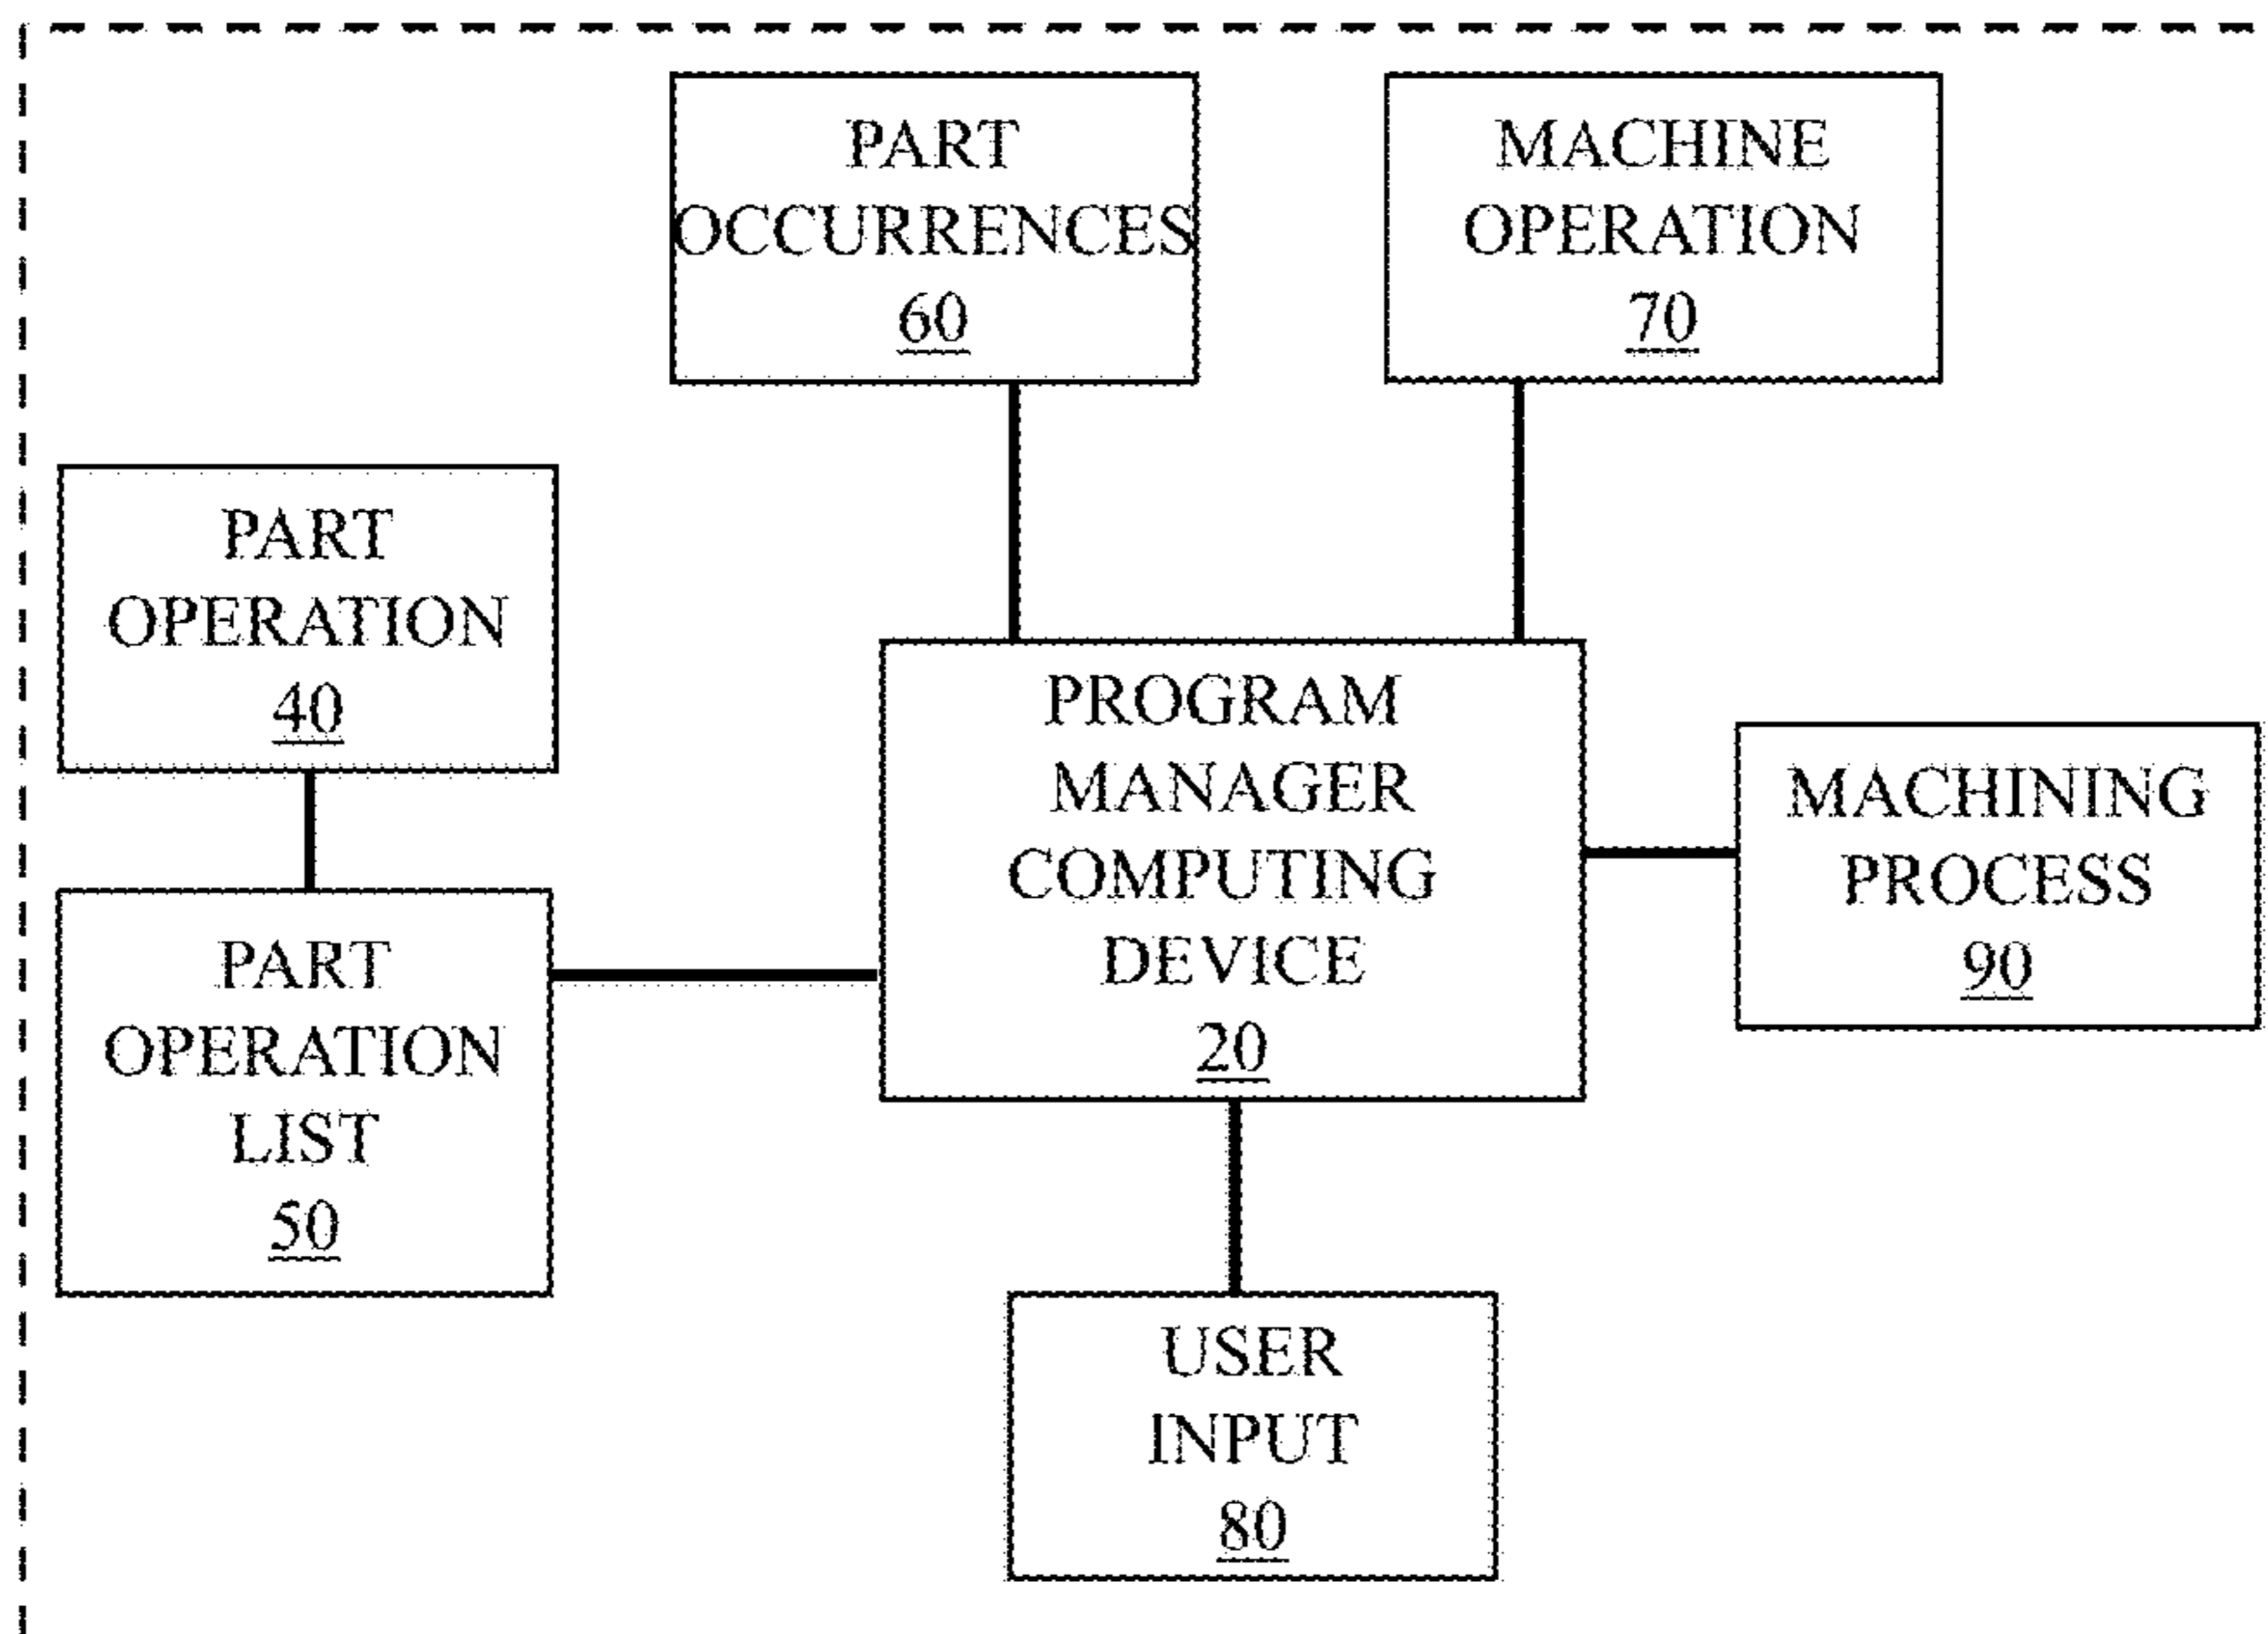 PART
OCCURRENCES
60
MACHINE
OPERATION
70
PART
OPERATION
40
PROGRAM
MANAGER
COMPUTING
DEVICE
20
MACHINING
PROCESS
90
PART
OPERATION
LIST
50
USER
INPUT
80